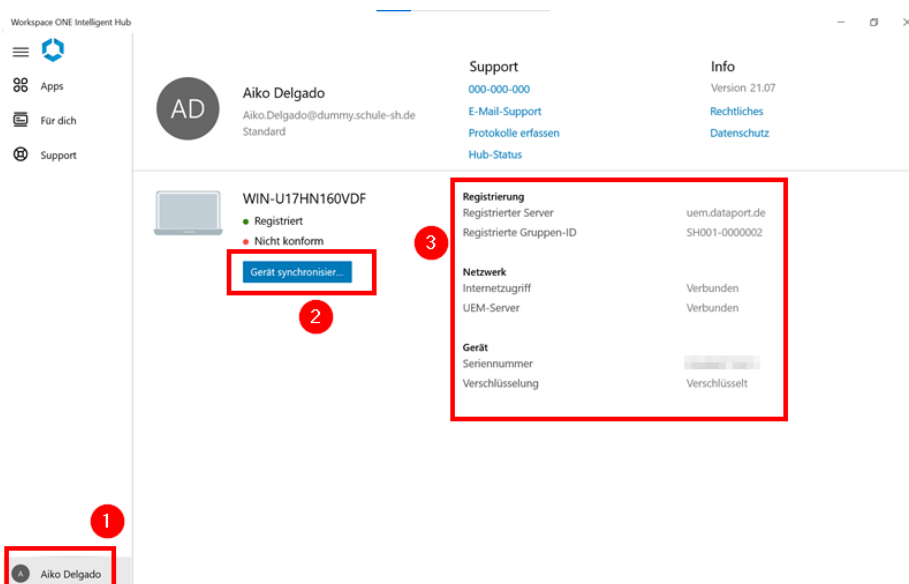 Workspace ONE Intelligent Hub
Apps
Für dich
Support
AD
Aiko Delgado
Aiko.Delgado@dummy.schule-sh.de
Standard
Support
000-000-000
E-Mail-Support
Protokolle erfassen
Hub-Status
Info
Version 21.07
Rechtliches
Datenschutz
WIN-U17HN160VDF
Registriert
Nicht konform
Gerät synchronisier...
2
3
Registrierung
Registrierter Server uem.dataport.de
Registrierte Gruppen-ID SH001-0000002
Netzwerk
Internetzugriff Verbunden
UEM-Server Verbunden
Gerät
Seriennummer
Verschlüsselung Verschlüsselt
1
A Aiko Delgado